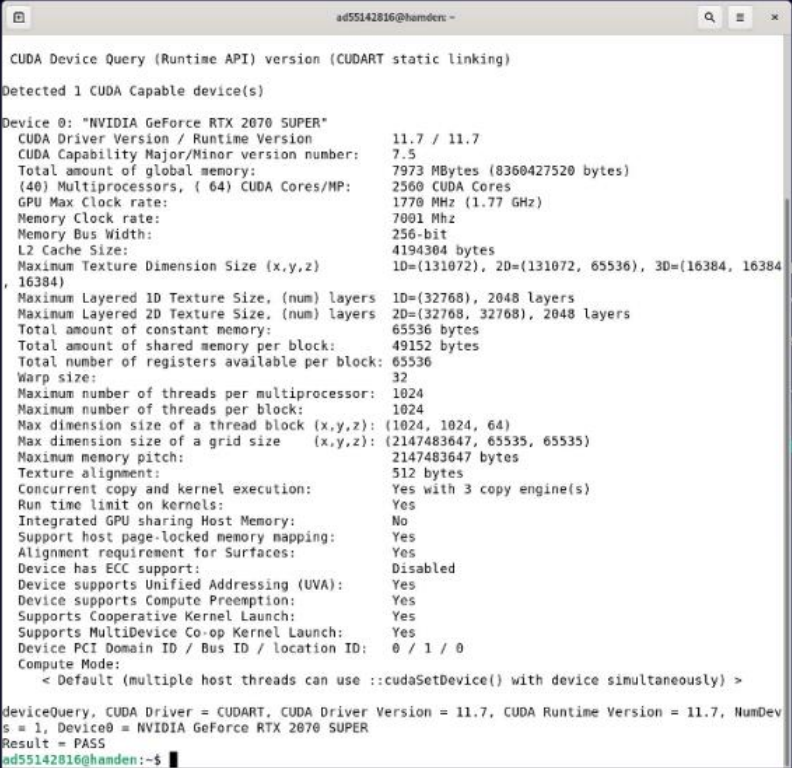 ad55142816@hamden: ~
CUDA Device Query (Runtime API) version (CUDART static linking)
Detected 1 CUDA Capable device(s)
Device 0: "NVIDIA GeForce RTX 2070 SUPER"
CUDA Driver Version / Runtime Version 11.7 / 11.7
CUDA Capability Major/Minor version number: 7.5
Total amount of global memory: 7973 MBytes (8360427520 bytes)
(40) Multiprocessors, ( 64) CUDA Cores/MP: 2560 CUDA Cores
GPU Max Clock rate: 1770 MHz (1.77 GHz)
Memory Clock rate: 7001 Mhz
Memory Bus Width: 256-bit
L2 Cache Size: 4194304 bytes
Maximum Texture Dimension Size (x,y,z) 1D=(131072), 2D=(131072, 65536), 3D=(16384, 16384
, 16384)
Maximum Layered 1D Texture Size, (num) layers 1D=(32768), 2048 layers
Maximum Layered 2D Texture Size, (num) layers 2D=(32768, 32768), 2048 layers
Total amount of constant memory: 65536 bytes
Total amount of shared memory per block: 49152 bytes
Total number of registers available per block: 65536
Warp size: 32
Maximum number of threads per multiprocessor: 1024
Maximum number of threads per block: 1024
Max dimension size of a thread block (x,y,z): (1024, 1024, 64)
Max dimension size of a grid size (x,y,z): (2147483647, 65535, 65535)
Maximum memory pitch: 2147483647 bytes
Texture alignment: 512 bytes
Concurrent copy and kernel execution: Yes with 3 copy engine(s)
Run time limit on kernels: Yes
Integrated GPU sharing Host Memory: No
Support host page-locked memory mapping: Yes
Alignment requirement for Surfaces: Yes
Device has ECC support: Disabled
Device supports Unified Addressing (UVA): Yes
Device supports Compute Preemption: Yes
Supports Cooperative Kernel Launch: Yes
Supports MultiDevice Co-op Kernel Launch: Yes
Device PCI Domain ID / Bus ID / location ID: 0 / 1 / 0
Compute Mode:
< Default (multiple host threads can use ::cudaSetDevice() with device simultaneously) >
deviceQuery, CUDA Driver = CUDART, CUDA Driver Version = 11.7, CUDA Runtime Version = 11.7, NumDev
s = 1, Device0 = NVIDIA GeForce RTX 2070 SUPER
Result = PASS
ad55142816@hamden:~$